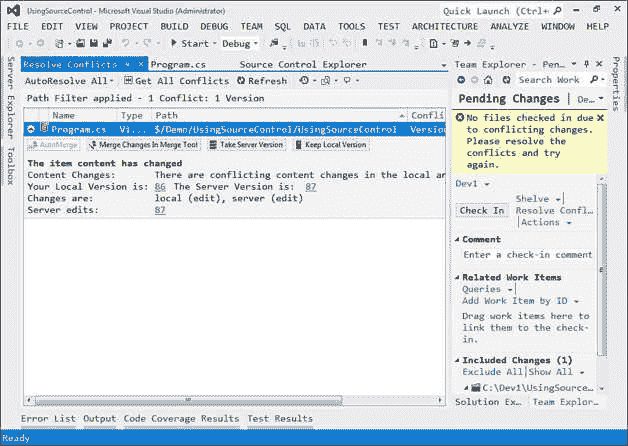 UsingSourceControl - Microsoft Visual Studio (Administrator)
Quick Launch (Ctrl+
FILE EDIT VIEW PROJECT BUILD DEBUG TEAM SQL DATA TOOLS TEST ARCHITECTURE ANALYZE WINDOW HELP
Start Debug
Server Explorer
Toolbox
Resolve Conflicts
Program.cs
Source Control Explorer
AutoResolve All
Get All Conflicts
Refresh
Path Filter applied - 1 Conflict: 1 Version
Name Type Path Confli
Program.cs Vi... $/Demo/UsingSourceControl/UsingSourceControl Versio
AutoMerge
Merge Changes In Merge Tool
Take Server Version
Keep Local Version
The item content has changed
Content Changes: There are conflicting content changes in the local ar
Your Local Version is: 86 The Server Version is: 87
Changes are: local (edit), server (edit)
Server edits: 87
Team Explorer - Pen...
Search Work
Pending Changes | De...
No files checked in due
to conflicting changes.
Please resolve the
conflicts and try
again.
Dev1
Check In
Shelve
Resolve Confl...
Actions
Comment
Enter a check-in comment
Related Work Items
Queries
Add Work Item by ID
Drag work items here to
link them to the check-
in.
Included Changes (1)
Exclude All Show All
C:\Dev1\UsingSource...
Solution Ex... Team Explor...
Properties
Error List Output Code Coverage Results Test Results
Ready